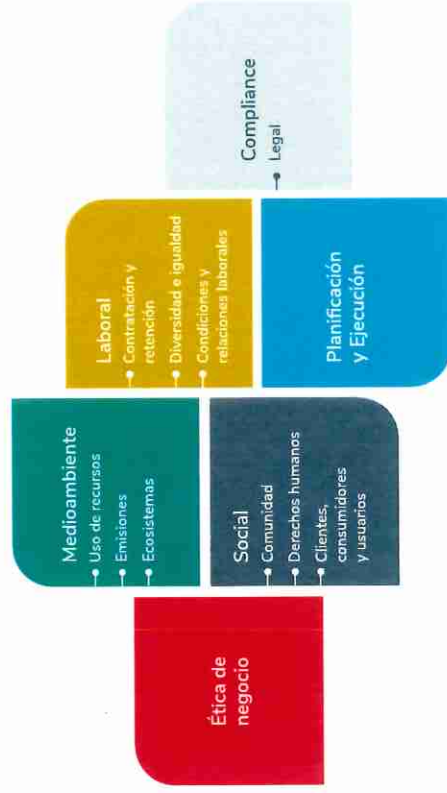 Ética de
negocio
Medioambiente
Uso de recursos
Emisiones
Ecosistemas
Social
Comunidad
Derechos humanos
Clientes,
consumidores
y usuarios
Laboral
Contratación y
retención
Diversidad e igualdad
Condiciones y
relaciones laborales
Planificación
y Ejecución
Compliance
Legal